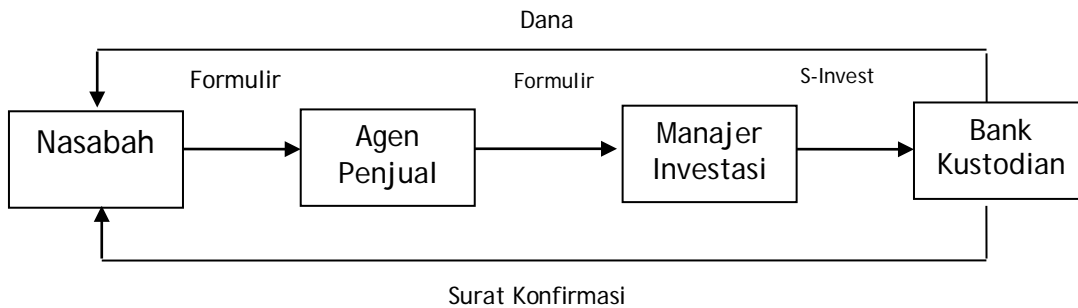 Dana
Formulir
Formulir
S-Invest
Nasabah
Agen
Penjual
Manajer
Investasi
Bank
Kustodian
Surat Konfirmasi